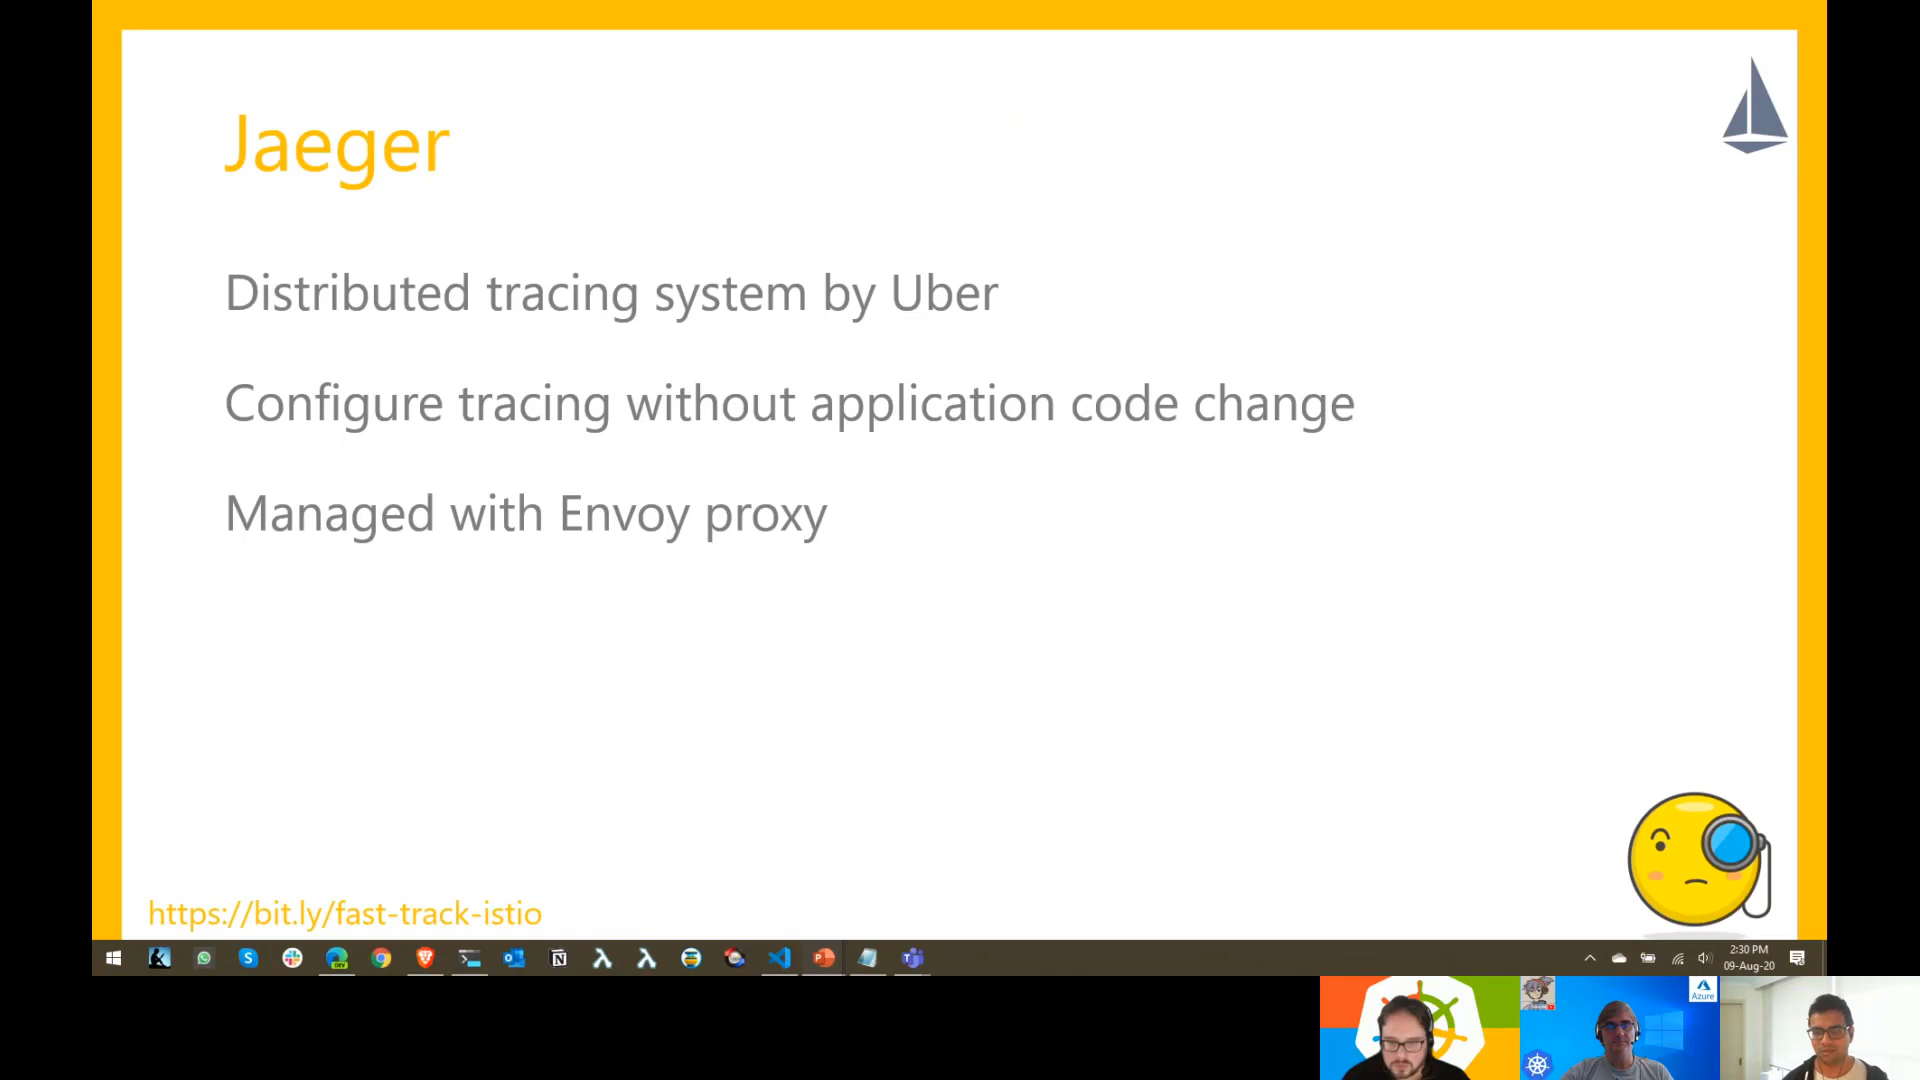 Jaeger
Distributed tracing system by Uber
Configure tracing without application code change
Managed with Envoy proxy
https://bit.ly/fast-track-istio
2:30 PM
09-Aug-20
Azure